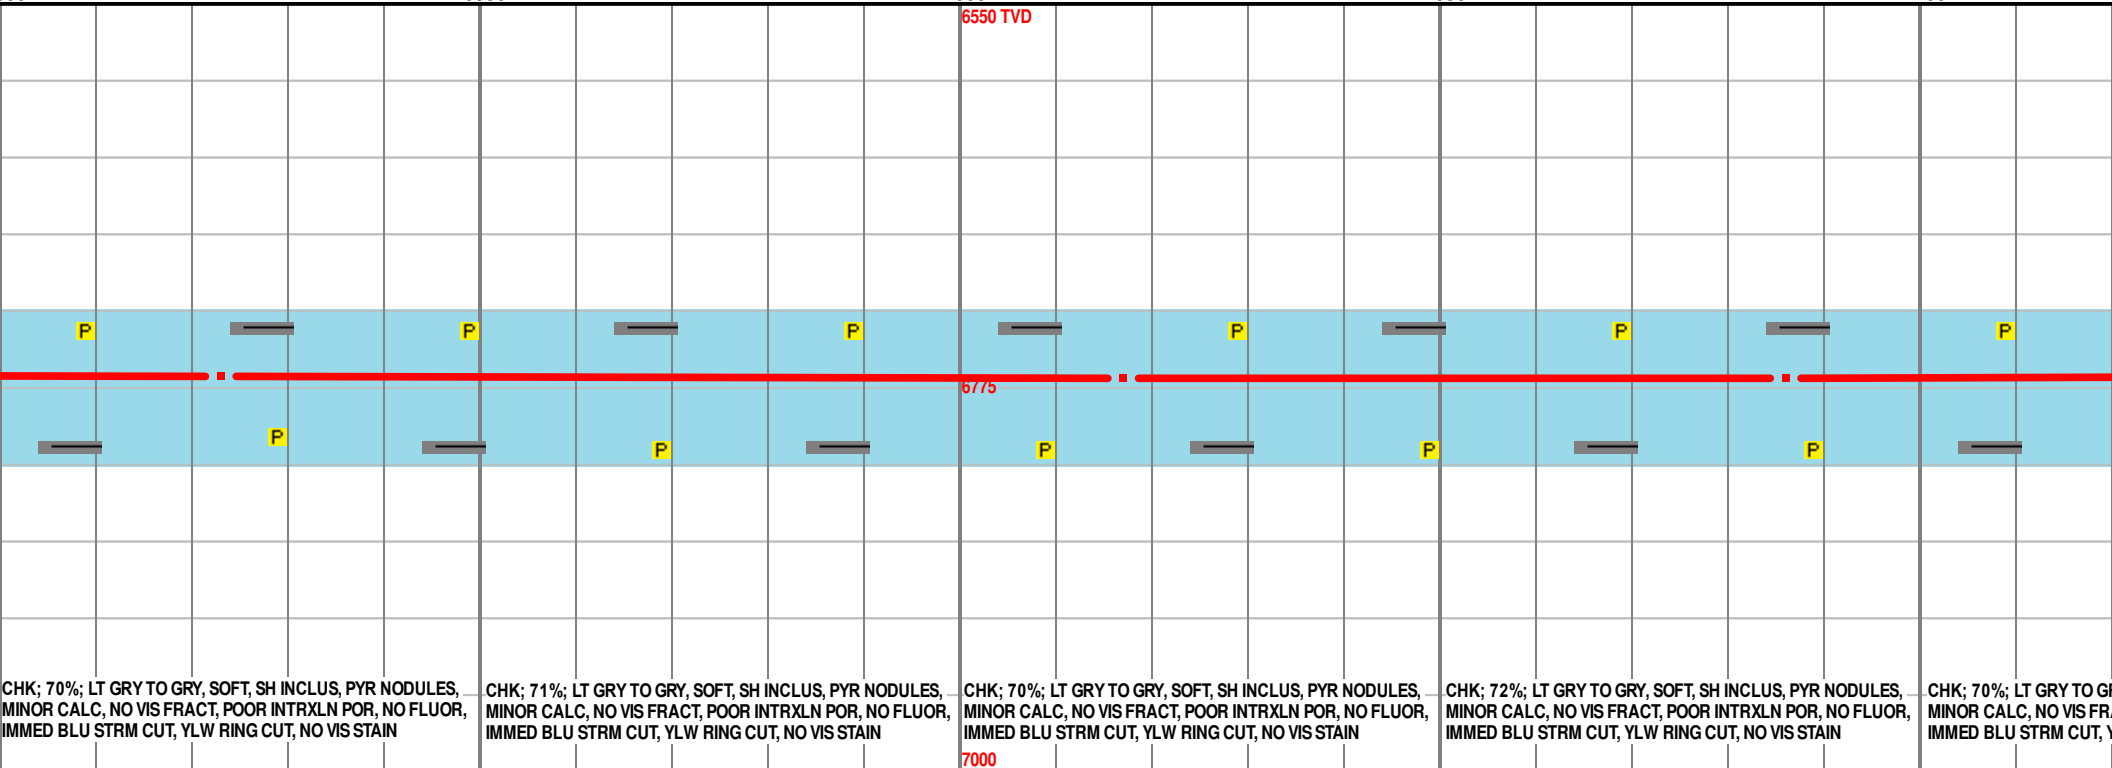 6550 TVD
P P P P P P
6775
P P P P P
CHK; 70%; LT GRY TO GRY, SOFT, SH INCLUS, PYR NODULES,
MINOR CALC, NO VIS FRACT, POOR INTRXLN POR, NO FLUOR,
IMMED BLU STRM CUT, YLW RING CUT, NO VIS STAIN
CHK; 71%; LT GRY TO GRY, SOFT, SH INCLUS, PYR NODULES,
MINOR CALC, NO VIS FRACT, POOR INTRXLN POR, NO FLUOR,
IMMED BLU STRM CUT, YLW RING CUT, NO VIS STAIN
CHK; 70%; LT GRY TO GRY, SOFT, SH INCLUS, PYR NODULES,
MINOR CALC, NO VIS FRACT, POOR INTRXLN POR, NO FLUOR,
IMMED BLU STRM CUT, YLW RING CUT, NO VIS STAIN
CHK; 72%; LT GRY TO GRY, SOFT, SH INCLUS, PYR NODULES,
MINOR CALC, NO VIS FRACT, POOR INTRXLN POR, NO FLUOR,
IMMED BLU STRM CUT, YLW RING CUT, NO VIS STAIN
CHK; 70%; LT GRY TO
MINOR CALC, NO VIS
IMMED BLU STRM CUT,
7000